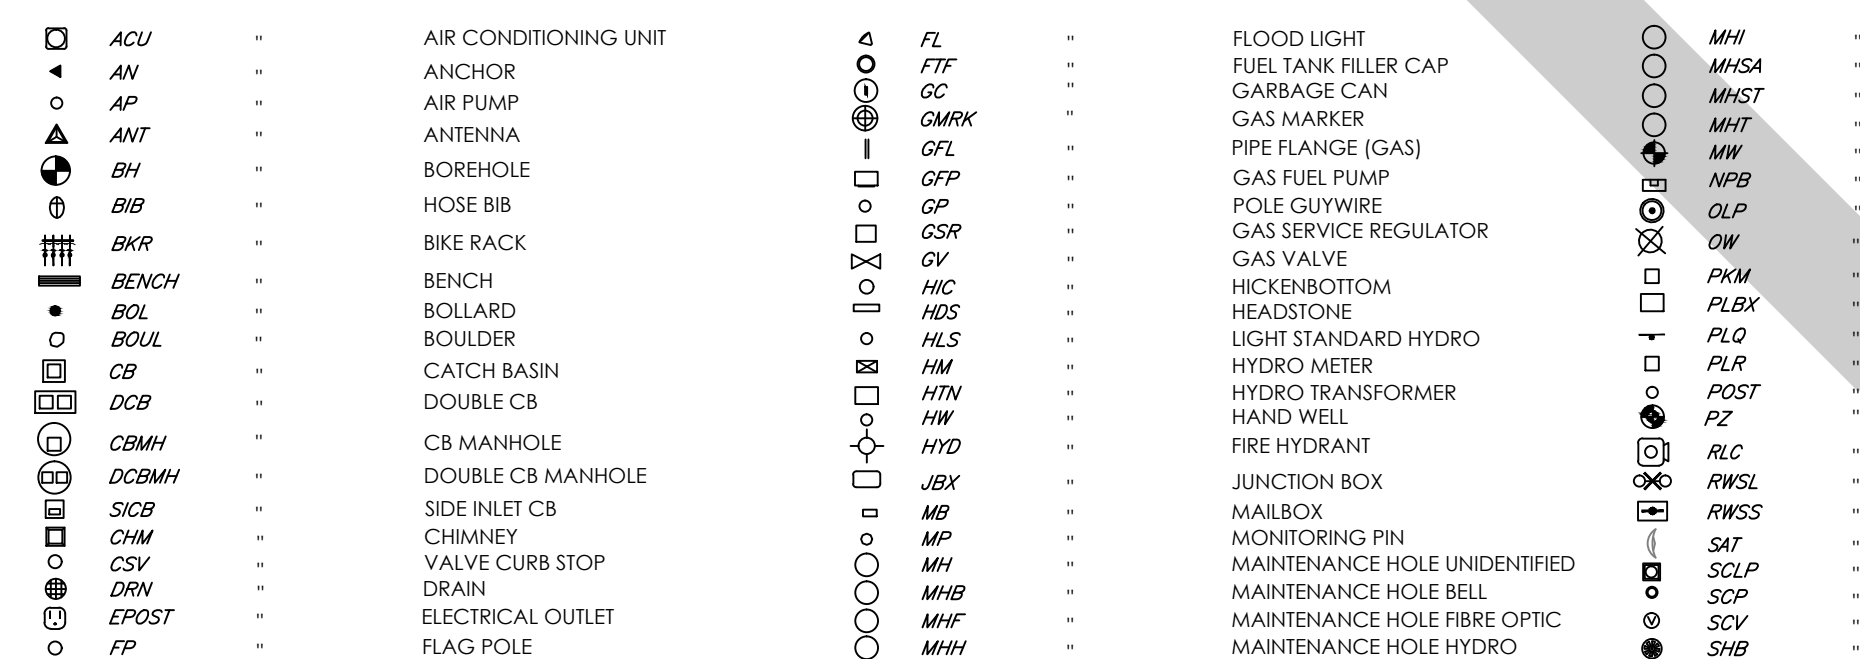 ACU " AIR CONDITIONING UNIT FL " FLOOD LIGHT MHI "
AN " ANCHOR FTF " FUEL TANK FILLER CAP MHSA "
AP " AIR PUMP GC " GARBAGE CAN MHST "
ANT " ANTENNA GMRK " GAS MARKER MHT "
BH " BOREHOLE GFL " PIPE FLANGE (GAS) MW "
BIB " HOSE BIB GFP " GAS FUEL PUMP NPB "
BKR " BIKE RACK GP " POLE GUYWIRE OLP "
BENCH " BENCH GSR " GAS SERVICE REGULATOR OW "
BOL " BOLLARD GV " GAS VALVE PKM "
BOUL " BOULDER HIC " HICKENBOTTOM PLBX "
CB " CATCH BASIN HDS " HEADSTONE PLQ "
DCB " DOUBLE CB HLS " LIGHT STANDARD HYDRO PLR "
CBMH " CB MANHOLE HM " HYDRO METER POST "
DCBMH " DOUBLE CB MANHOLE HTN " HYDRO TRANSFORMER PZ "
SICB " SIDE INLET CB HW " HAND WELL RLC "
CHM " CHIMNEY HYD " FIRE HYDRANT RWSL "
CSV " VALVE CURB STOP JBX " JUNCTION BOX RWSS "
DRN " DRAIN MB " MAILBOX SAT "
EPOST " ELECTRICAL OUTLET MP " MONITORING PIN SCLP "
FP " FLAG POLE MH " MAINTENANCE HOLE UNIDENTIFIED SCP "
MHB " MAINTENANCE HOLE BELL SCV "
MHF " MAINTENANCE HOLE FIBRE OPTIC SHB "
MHH " MAINTENANCE HOLE HYDRO